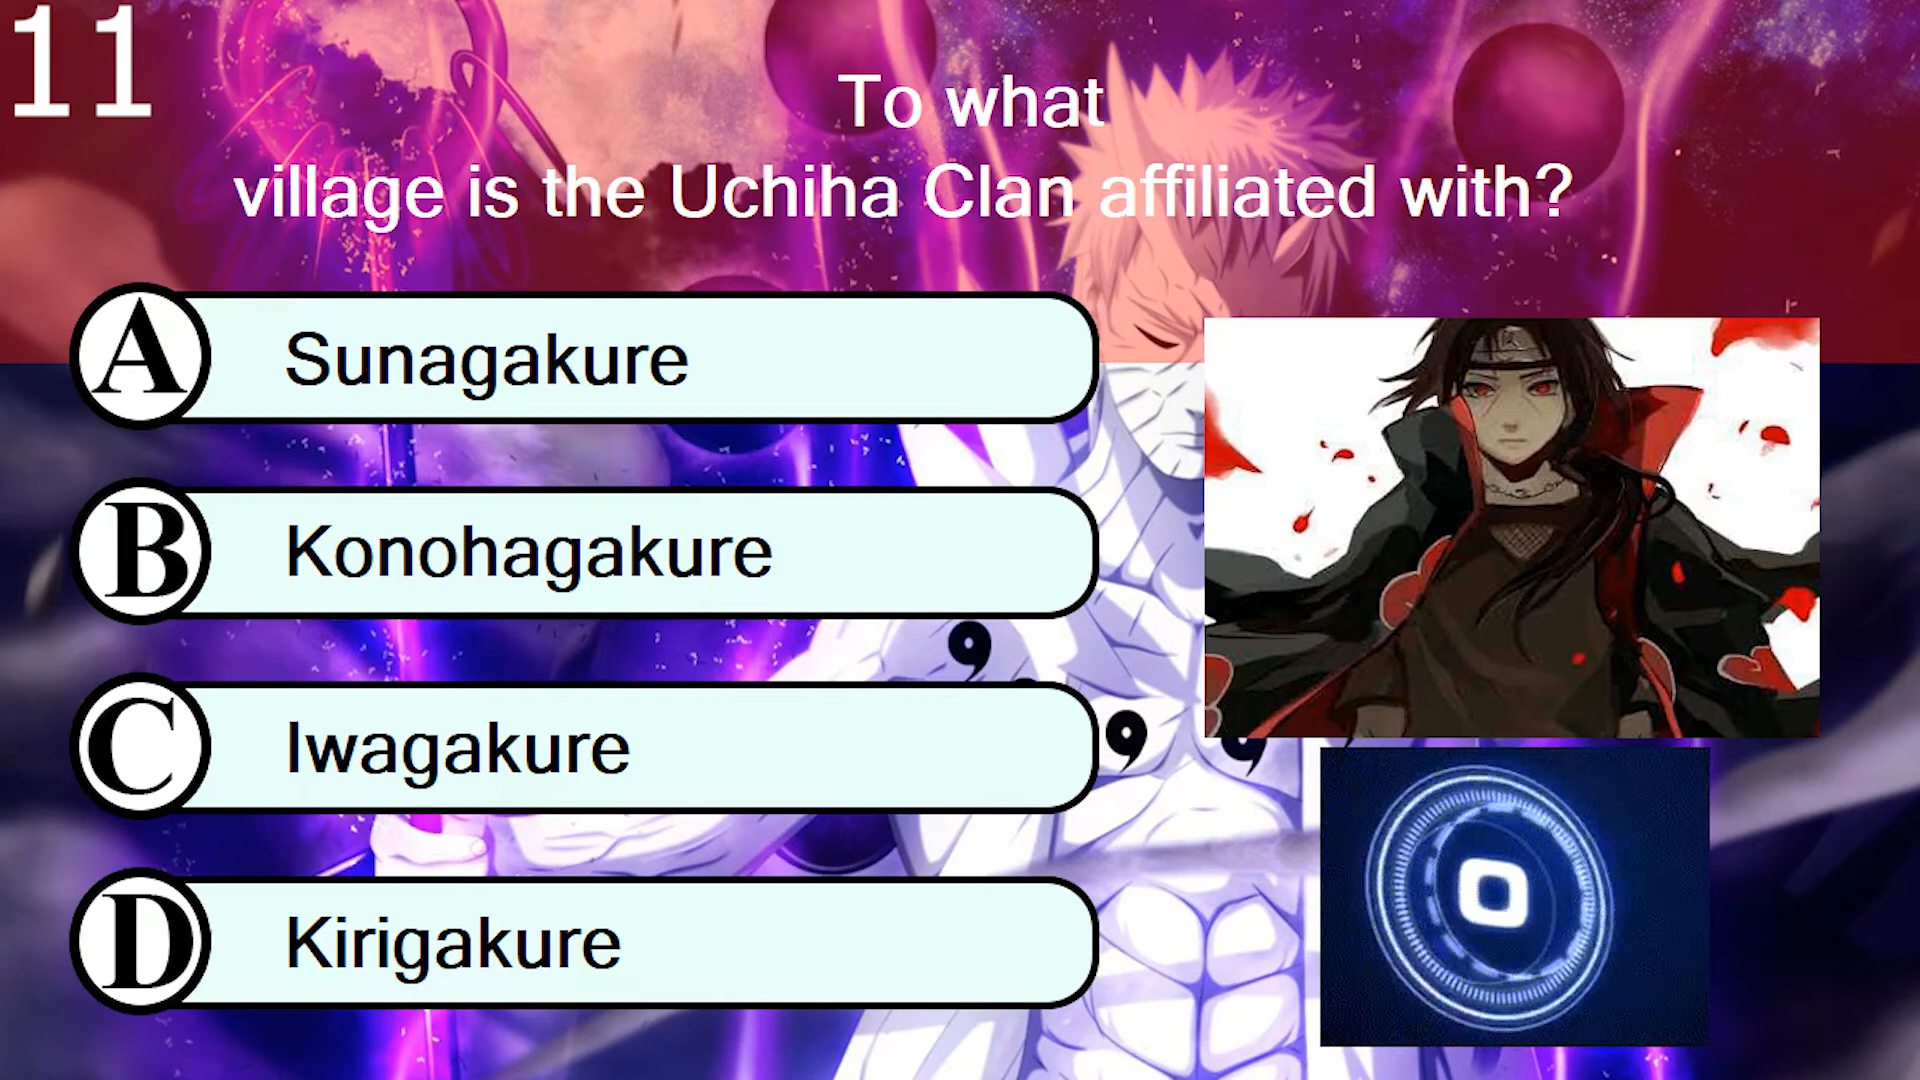 11
To what
village is the Uchiha Clan affiliated with?
A Sunagakure
B Konohagakure
C Iwagakure
D Kirigakure
0